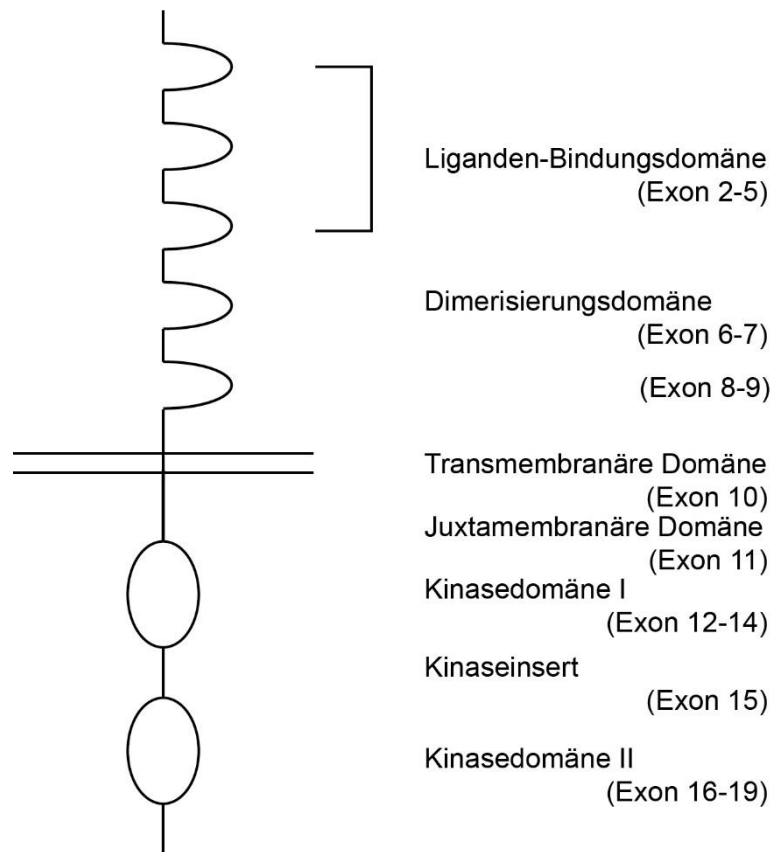 Liganden-Bindungsdomäne
(Exon 2-5)
Dimerisierungsdomäne
(Exon 6-7)
(Exon 8-9)
Transmembranäre Domäne
(Exon 10)
Juxtamembranäre Domäne
(Exon 11)
Kinasedomäne I
(Exon 12-14)
Kinaseinsert
(Exon 15)
Kinasedomäne II
(Exon 16-19)